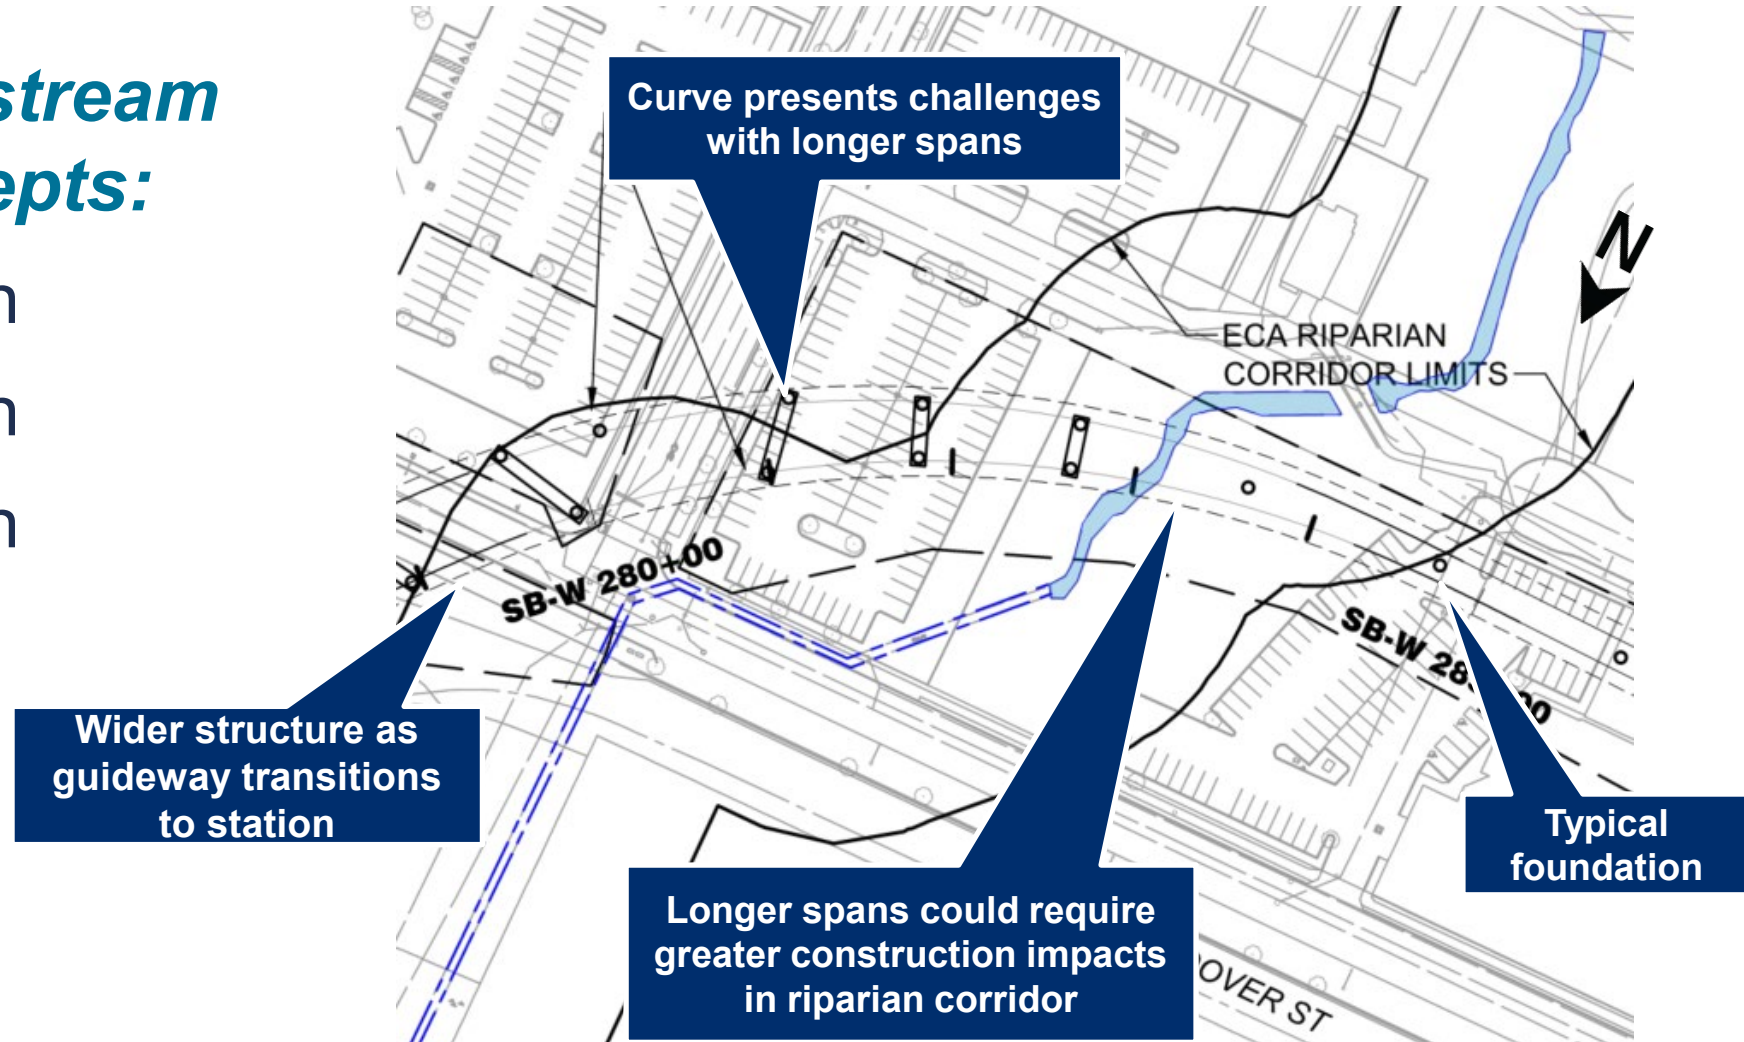 stream
epts:
n
n
n
Curve presents challenges
with longer spans
N
ECA RIPARIAN
CORRIDOR LIMITS
SB-W 280+00
SB-W 28
00
Wider structure as
guideway transitions
to station
Typical
foundation
Longer spans could require
greater construction impacts
in riparian corridor
OVER ST